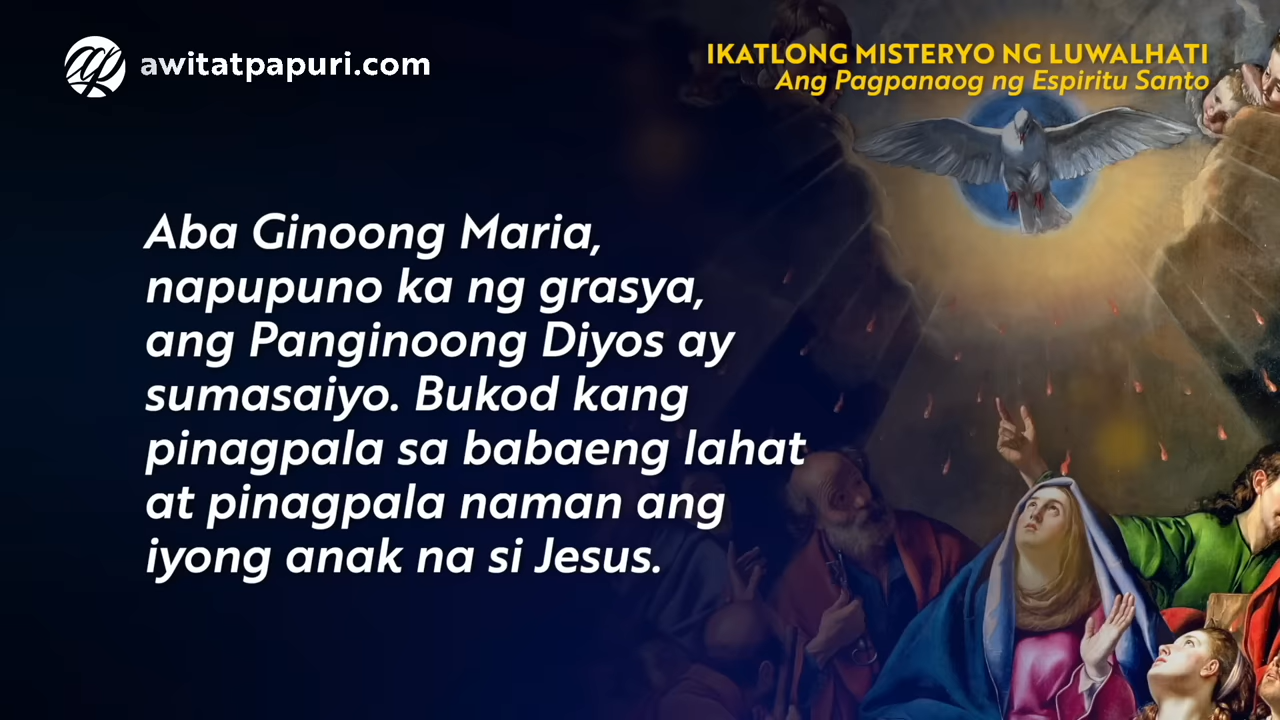 awitatpapuri.com
IKATLONG MISTERYO NG LUWALHATI
Ang Pagpanaog ng Espiritu Santo
Aba Ginoong Maria,
napupuno ka ng grasya,
ang Panginoong Diyos ay
sumasaiyo. Bukod kang
pinagpala sa babaeng lahat
at pinagpala naman ang
iyong anak na si Jesus.